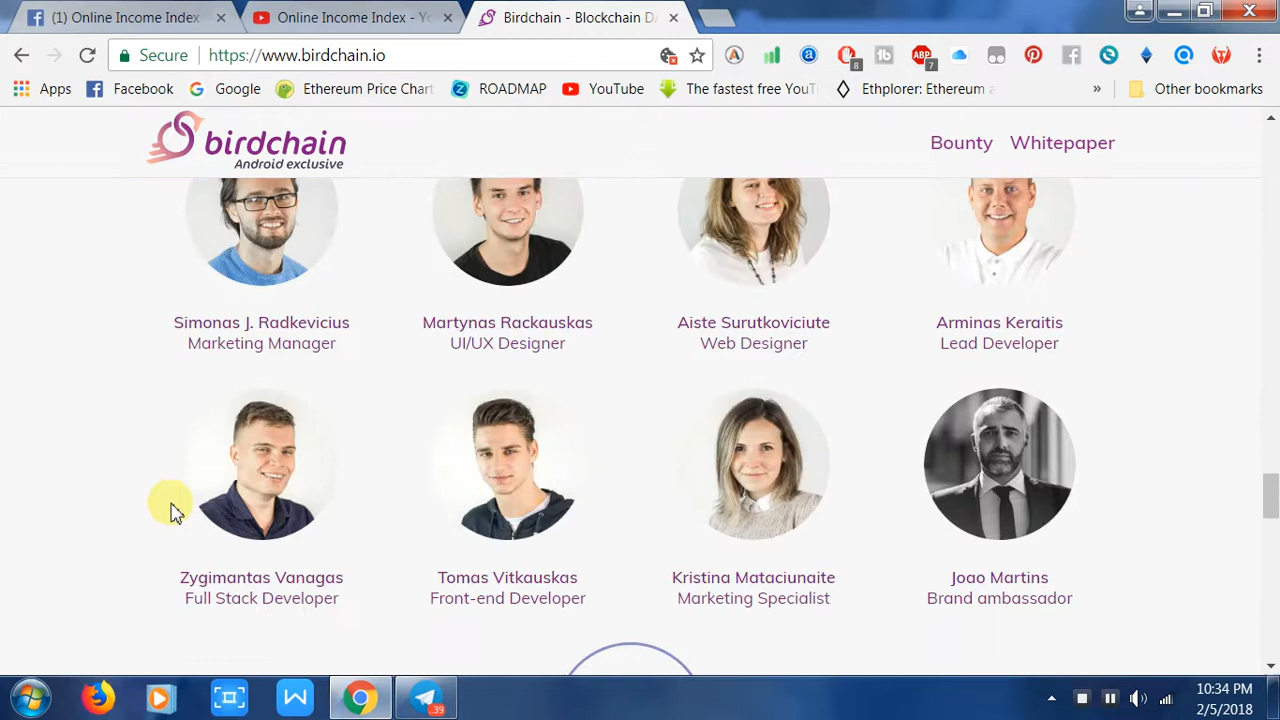 (1) Online Income Index
Online Income Index - Yo
Birdchain - Blockchain D
Secure
https://www.birdchain.io
8
7
Apps
Facebook
Google
Ethereum Price Chart
ROADMAP
YouTube
The fastest free YouT
Ethplorer: Ethereum a
»
Other bookmarks
birdchain
Android exclusive
Bounty
Whitepaper
Simonas J. Radkevicius
Marketing Manager
Martynas Rackauskas
UI/UX Designer
Aiste Surutkoviciute
Web Designer
Arminas Keraitis
Lead Developer
Zygimantas Vanagas
Full Stack Developer
Tomas Vitkauskas
Front-end Developer
Kristina Mataciunaite
Marketing Specialist
Joao Martins
Brand ambassador
..39
10:34 PM
2/5/2018